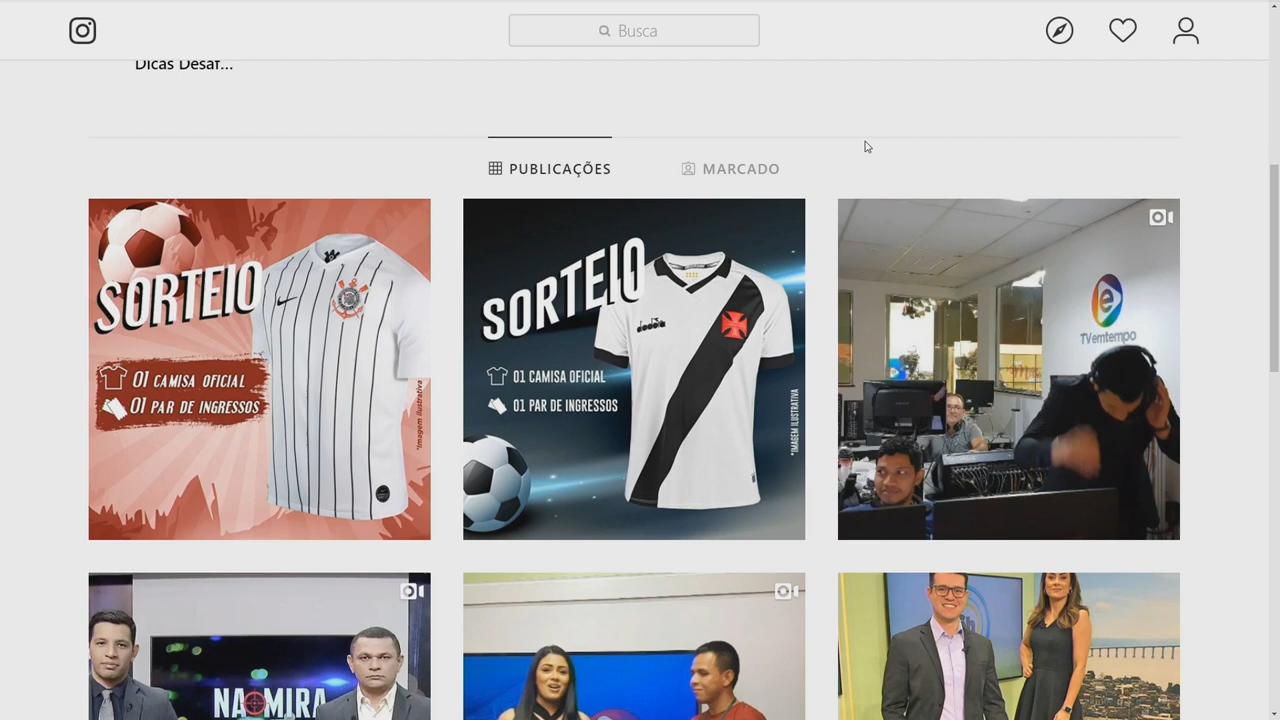 Busca
Dicas Desaf...
PUBLICAÇÕES
MARCADO
SORTEIO
01 CAMISA OFICIAL
01 PAR DE INGRESSOS
*Imagem ilustrativa
SORTEIO
diadora
01 CAMISA OFICIAL
01 PAR DE INGRESSOS
*IMAGEM ILUSTRATIVA
e
TVemtempo
NA MIRA